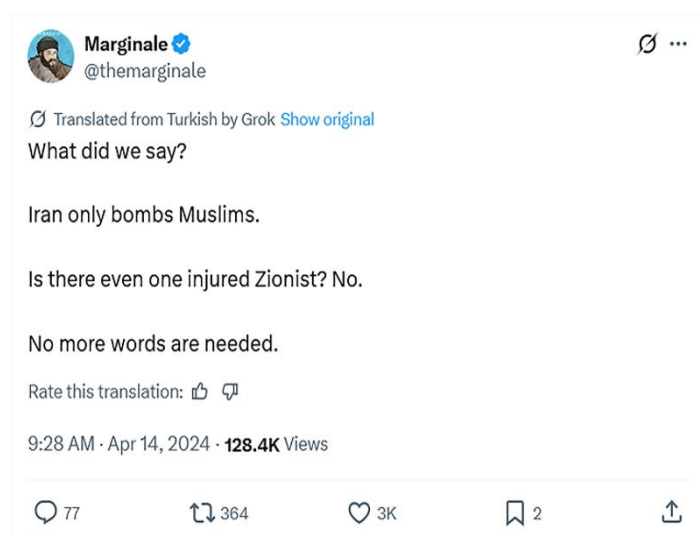 Marginale
@themarginale
Translated from Turkish by Grok Show original
What did we say?
Iran only bombs Muslims.
Is there even one injured Zionist? No.
No more words are needed.
Rate this translation:
9:28 AM · Apr 14, 2024 · 128.4K Views
77 364 3K 2